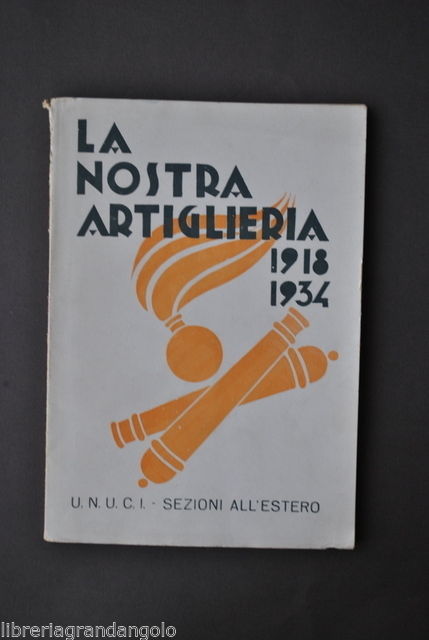 LA
NOSTRA
ARTIGLIERIA
1918
1934
U. N. U. C. I. - SEZIONI ALL'ESTERO
libreriagrandangolo